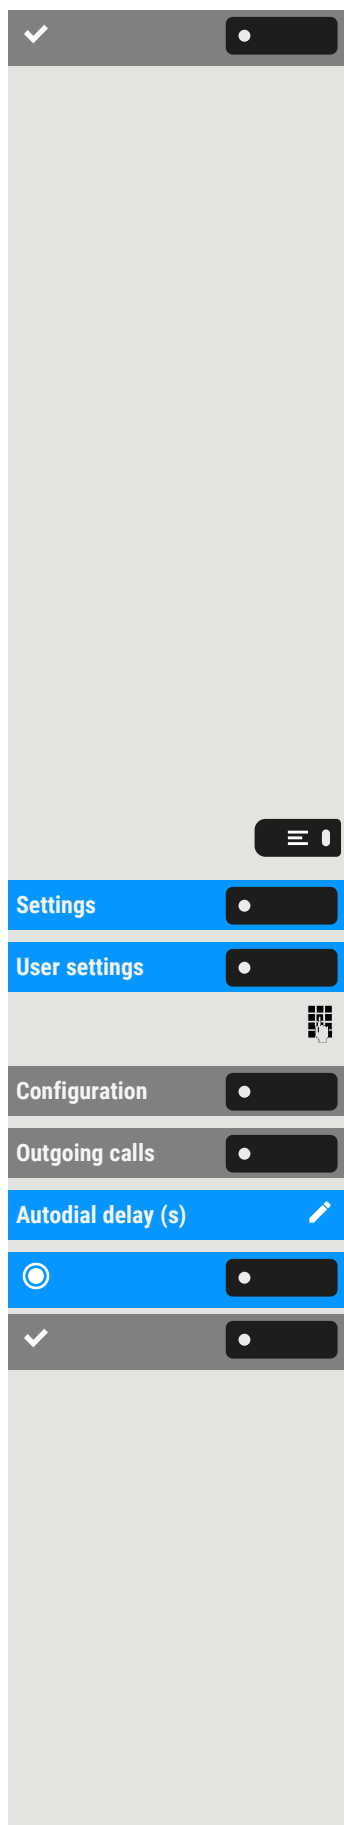 Settings
User settings
Configuration
Outgoing calls
Autodial delay (s)